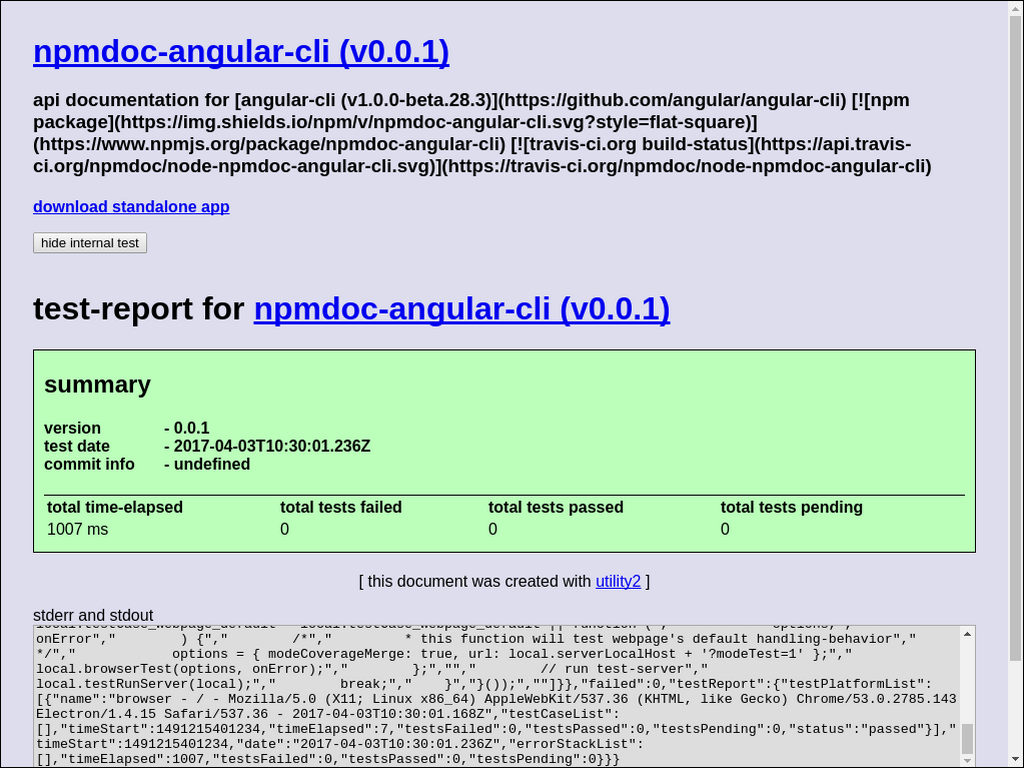 npmdoc-angular-cli (v0.0.1)
api documentation for [angular-cli (v1.0.0-beta.28.3)](https://github.com/angular/angular-cli) [![npm
package](https://img.shields.io/npm/v/npmdoc-angular-cli.svg?style=flat-square)]
(https://www.npmjs.org/package/npmdoc-angular-cli) [![travis-ci.org build-status](https://api.travis-
ci.org/npmdoc/node-npmdoc-angular-cli.svg)](https://travis-ci.org/npmdoc/node-npmdoc-angular-cli)
download standalone app
hide internal test
test-report for npmdoc-angular-cli (v0.0.1)
summary
version - 0.0.1
test date - 2017-04-03T10:30:01.236Z
commit info - undefined
total time-elapsed total tests failed total tests passed total tests pending
1007 ms 0 0 0
[ this document was created with utility2 ]
stderr and stdout
local.testCase_webpage_default = local.testCase_webpage_default || function (","            options,","
onError","        ) {","        /*","         * this function will test webpage's default handling-behavior","
*/","            options = { modeCoverageMerge: true, url: local.serverLocalHost + '?modeTest=1' };","
local.browserTest(options, onError);","        };","","        // run test-server","
local.testRunServer(local);","        break;","    }","}());",""]}},"failed":0,"testReport":{"testPlatformList":
[{"name":"browser - / - Mozilla/5.0 (X11; Linux x86_64) AppleWebKit/537.36 (KHTML, like Gecko) Chrome/53.0.2785.143
Electron/1.4.15 Safari/537.36 - 2017-04-03T10:30:01.168Z","testCaseList":
[],"timeStart":1491215401234,"timeElapsed":7,"testsFailed":0,"testsPassed":0,"testsPending":0,"status":"passed"}],"
timeStart":1491215401234,"date":"2017-04-03T10:30:01.236Z","errorStackList":
[],"timeElapsed":1007,"testsFailed":0,"testsPassed":0,"testsPending":0}}}